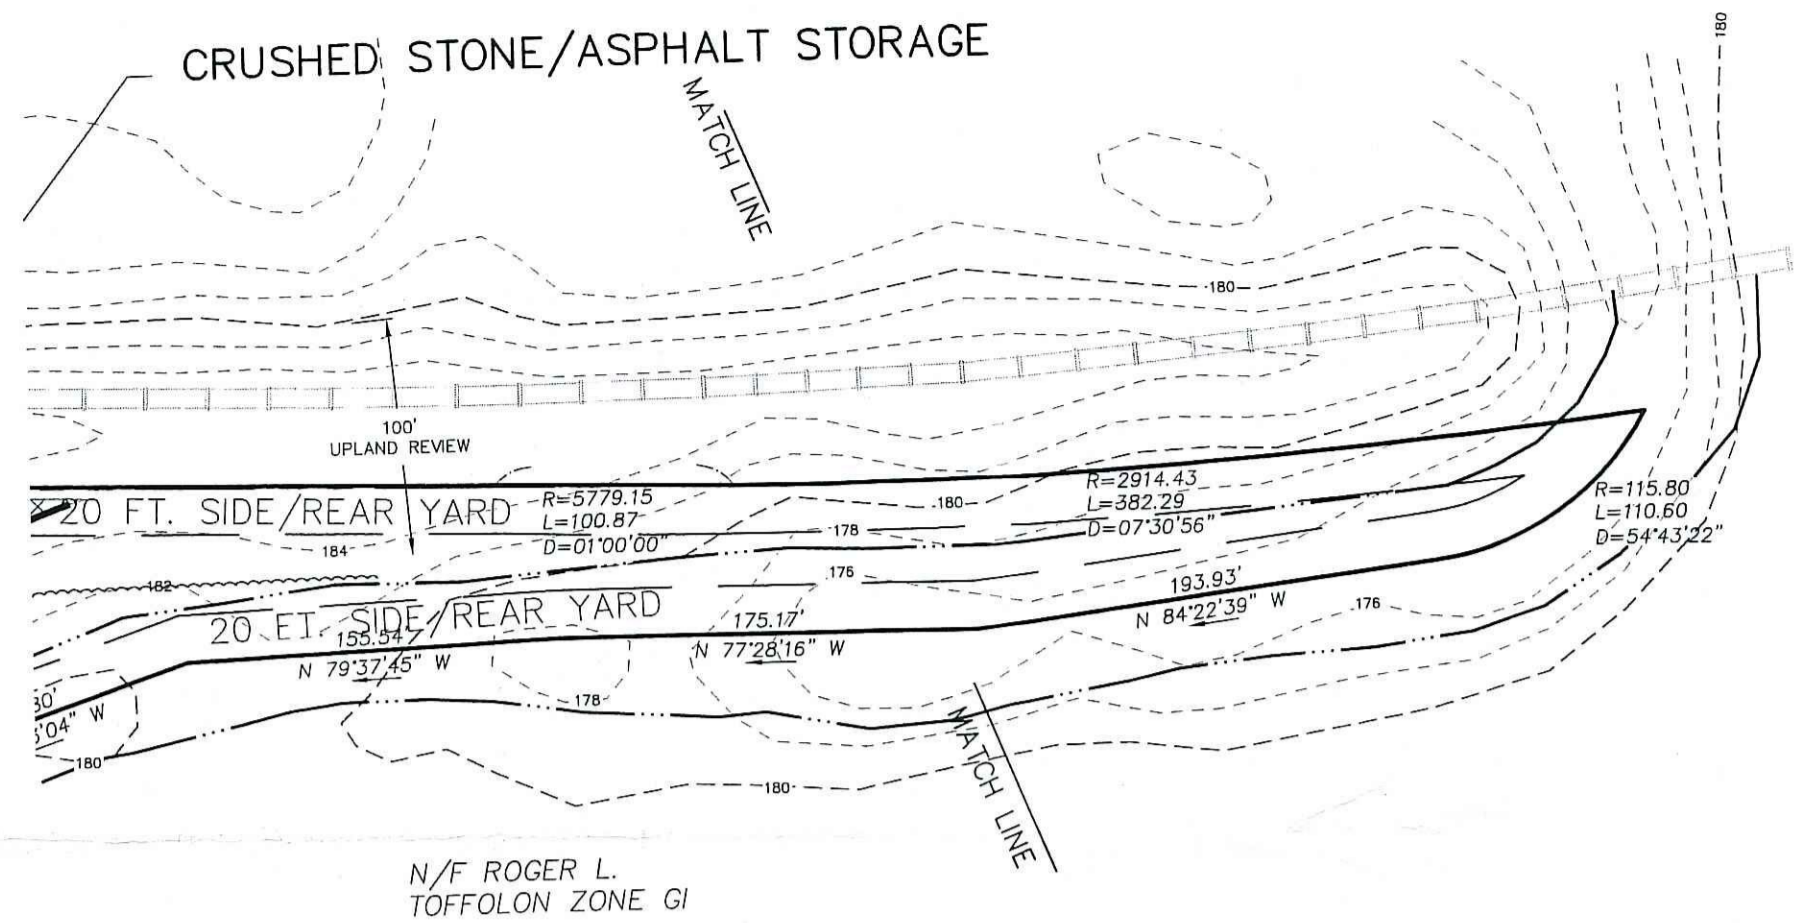 180
CRUSHED STONE/ASPHALT STORAGE
MATCH LINE
180
100'
UPLAND REVIEW
20 FT. SIDE/REAR YARD
R=5779.15
L=100.87
D=01°00'00"
180
178
R=2914.43
L=382.29
D=07°30'56"
R=115.80
L=110.60
D=54°43'22"
184
182
176
193.93'
N 84°22'39" W
176
20 FT. SIDE/REAR YARD
155.54'
N 79°37'45" W
175.17'
N 77°28'16" W
178
180
180
MATCH LINE
N/F ROGER L.
TOFFOLON ZONE GI